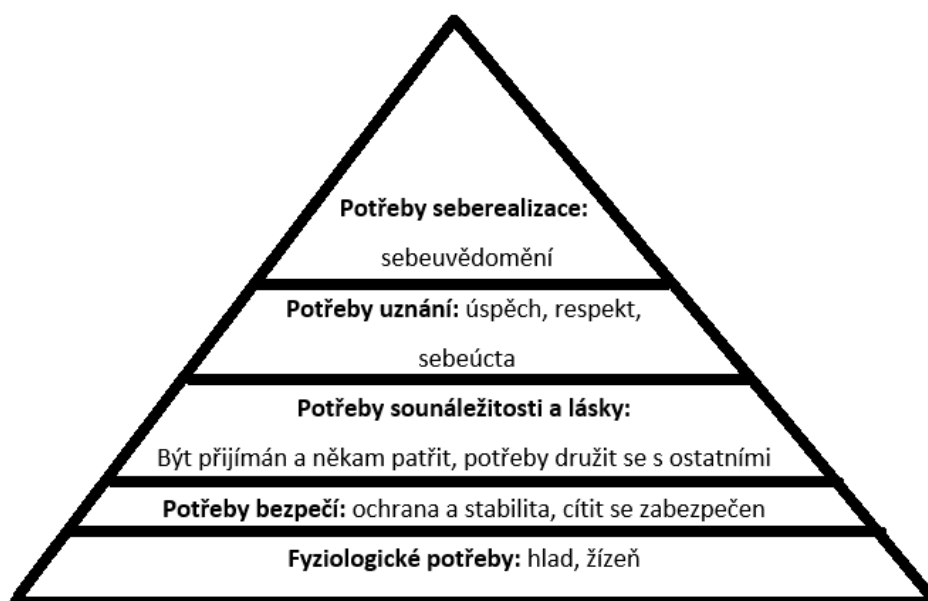 Potřeby seberealizace:
sebeuvědomění
Potřeby uznání: úspěch, respekt,
sebeúcta
Potřeby sounáležitosti a lásky:
Být přijímán a někam patřit, potřeby družit se s ostatními
Potřeby bezpečí: ochrana a stabilita, cítit se zabezpečen
Fyziologické potřeby: hlad, žízeň